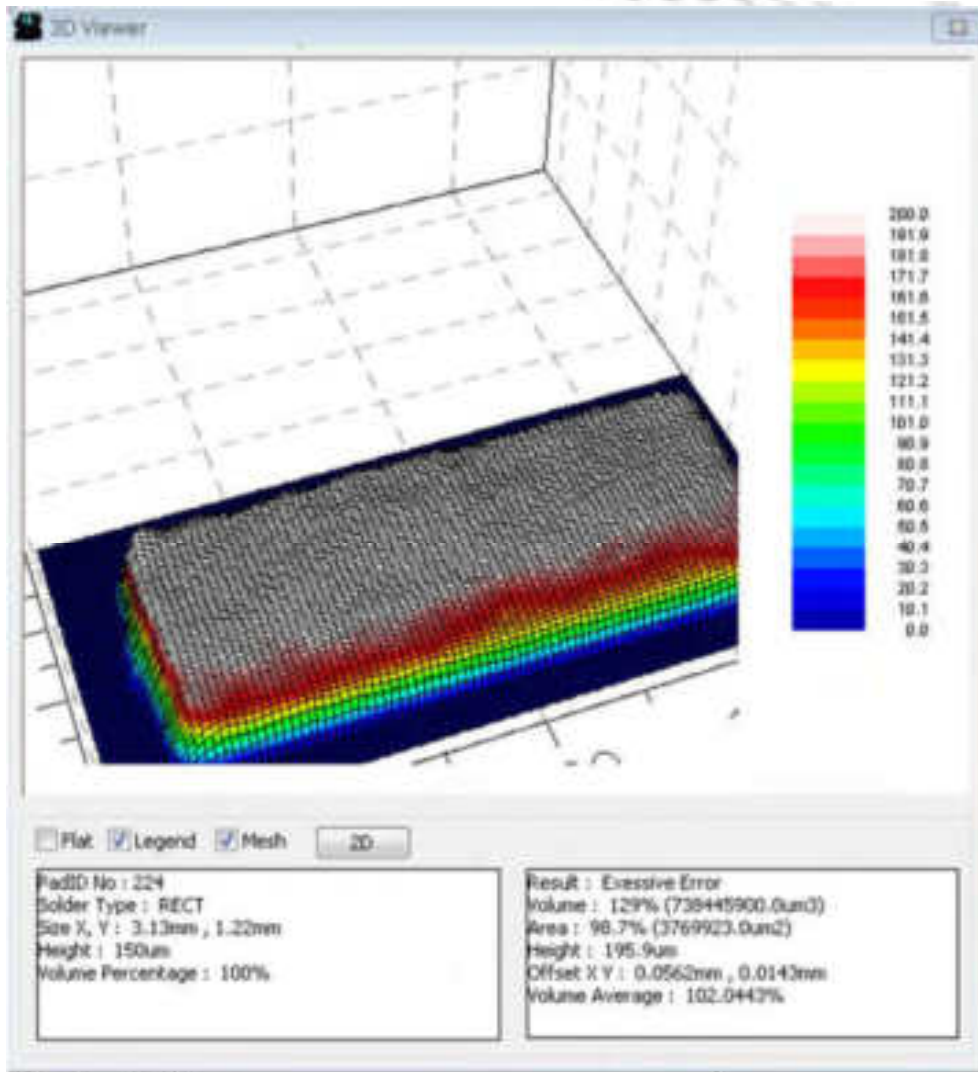 3D Viewer
200.0
191.9
181.8
171.7
161.6
151.5
141.4
131.3
121.2
111.1
101.0
90.9
80.8
70.7
60.6
50.5
40.4
30.3
20.2
10.1
0.0
Flat Legend Mesh 2D
PadID No : 224
Solder Type : RECT
Size X, Y : 3.13mm , 1.22mm
Height : 150um
Volume Percentage : 100%
Result : Exessive Error
Volume : 129% (738445900.0um3)
Area : 98.7% (3769923.0um2)
Height : 195.9um
Offset X Y : 0.0562mm , 0.0143mm
Volume Average : 102.0443%